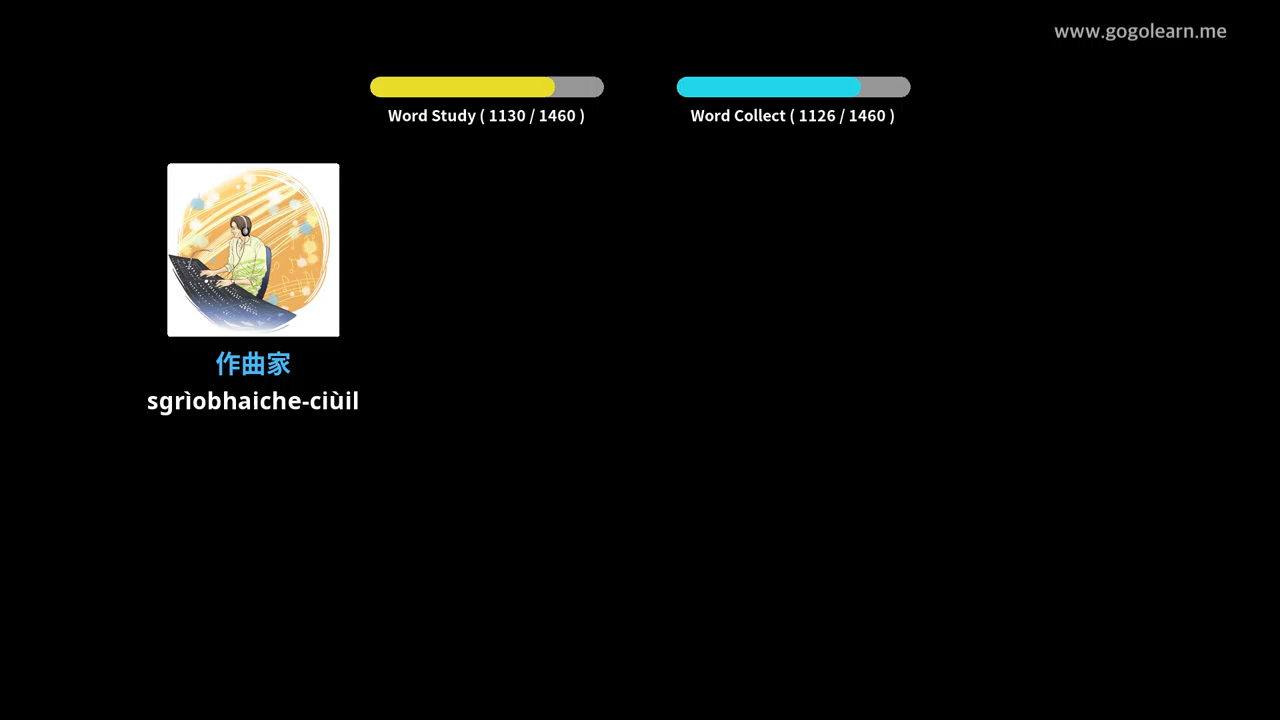 www.gogolearn.me
Word Study ( 1130 / 1460 )
Word Collect ( 1126 / 1460 )
作曲家
sgrìobhaiche-ciùil